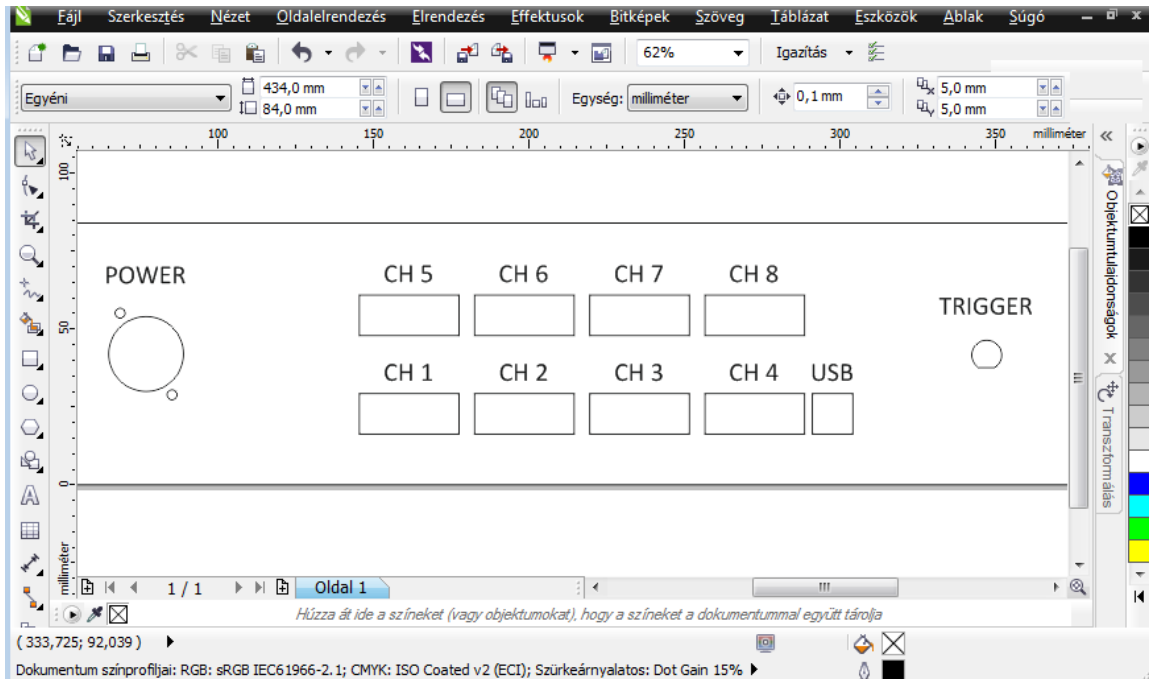 Fájl Szerkesztés Nézet Oldalelrendezés Elrendezés Effektusok Bitképek Szöveg Táblázat Eszközök Ablak Súgó
62% Igazítás
Egyéni 434,0 mm 84,0 mm Egység: milliméter 0,1 mm x 5,0 mm y 5,0 mm
100 150 200 250 300 350 milliméter
100
50
0
milliméter
POWER CH 5 CH 6 CH 7 CH 8
TRIGGER
CH 1 CH 2 CH 3 CH 4 USB
Objektumtulajdonságok
Transzformálás
1 / 1 Oldal 1
Húzza át ide a színeket (vagy objektumokat), hogy a színeket a dokumentummal együtt tárolja
( 333,725; 92,039 )
Dokumentum színprofiljai: RGB: sRGB IEC61966-2.1; CMYK: ISO Coated v2 (ECI); Szürkeárnyalatos: Dot Gain 15%